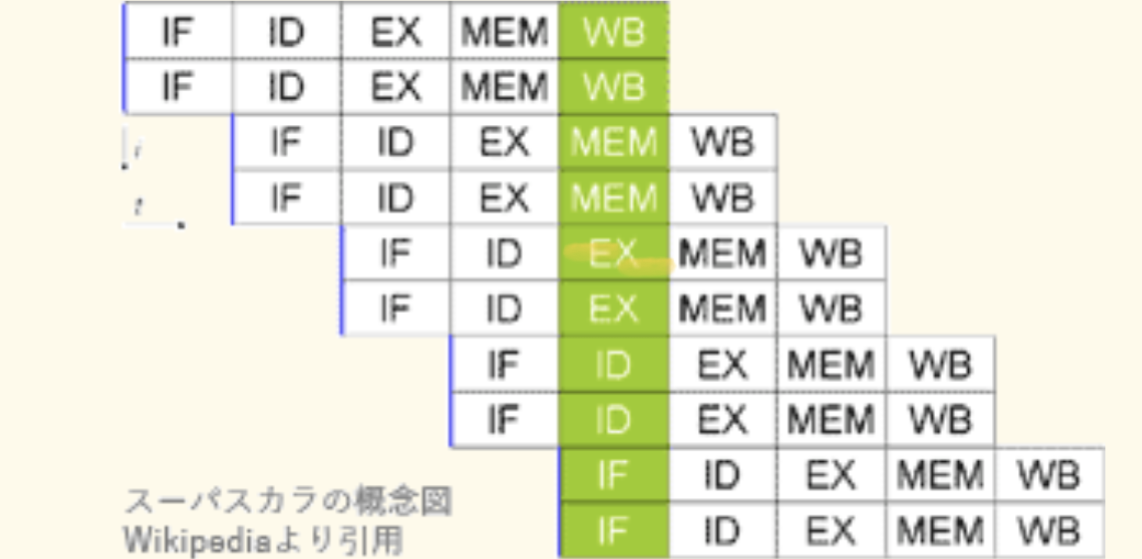 IF ID EX MEM WB
IF ID EX MEM WB
i IF ID EX MEM WB
t IF ID EX MEM WB
IF ID EX MEM WB
IF ID EX MEM WB
IF ID EX MEM WB
IF ID EX MEM WB
IF ID EX MEM WB
IF ID EX MEM WB
スーパスカラの概念図
Wikipediaより引用